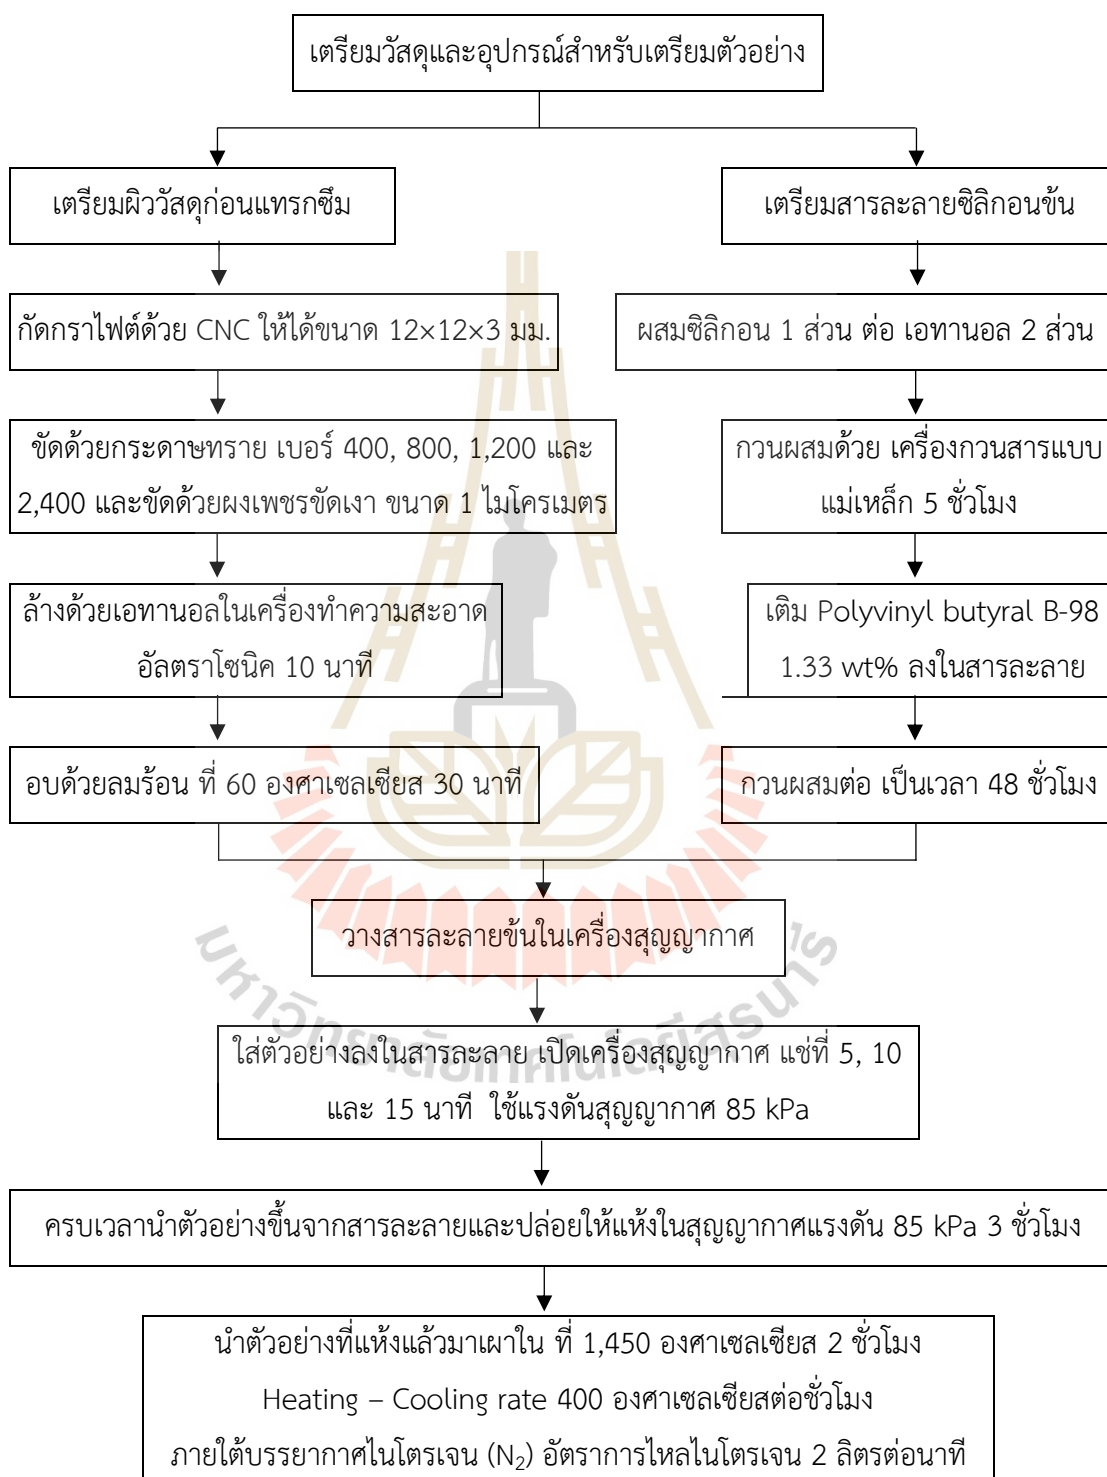 เตรียมวัสดุและอุปกรณ์สำหรับเตรียมตัวอย่าง
เตรียมผิววัสดุก่อนแทรกซึม
เตรียมสารละลายซิลิกอนข้น
กัดกราไฟต์ด้วย CNC ให้ได้ขนาด 12×12×3 มม.
ผสมซิลิกอน 1 ส่วน ต่อ เอทานอล 2 ส่วน
ขัดด้วยกระดาษทราย เบอร์ 400, 800, 1,200 และ
2,400 และขัดด้วยผงเพชรขัดเงา ขนาด 1 ไมโครเมตร
กวนผสมด้วย เครื่องกวนสารแบบ
แม่เหล็ก 5 ชั่วโมง
ล้างด้วยเอทานอลในเครื่องทำความสะอาด
อัลตราโซนิค 10 นาที
เติม Polyvinyl butyral B-98
1.33 wt% ลงในสารละลาย
อบด้วยลมร้อน ที่ 60 องศาเซลเซียส 30 นาที
กวนผสมต่อ เป็นเวลา 48 ชั่วโมง
วางสารละลายข้นในเครื่องสุญญากาศ
ใส่ตัวอย่างลงในสารละลาย เปิดเครื่องสุญญากาศ แช่ที่ 5, 10
และ 15 นาที ใช้แรงดันสุญญากาศ 85 kPa
มหาวิทยาลัยเทคโนโลยีสุรนารี
ครบเวลานำตัวอย่างขึ้นจากสารละลายและปล่อยให้แห้งในสุญญากาศแรงดัน 85 kPa 3 ชั่วโมง
นำตัวอย่างที่แห้งแล้วมาเผาใน ที่ 1,450 องศาเซลเซียส 2 ชั่วโมง
Heating – Cooling rate 400 องศาเซลเซียสต่อชั่วโมง
ภายใต้บรรยากาศไนโตรเจน (N₂) อัตราการไหลไนโตรเจน 2 ลิตรต่อนาที